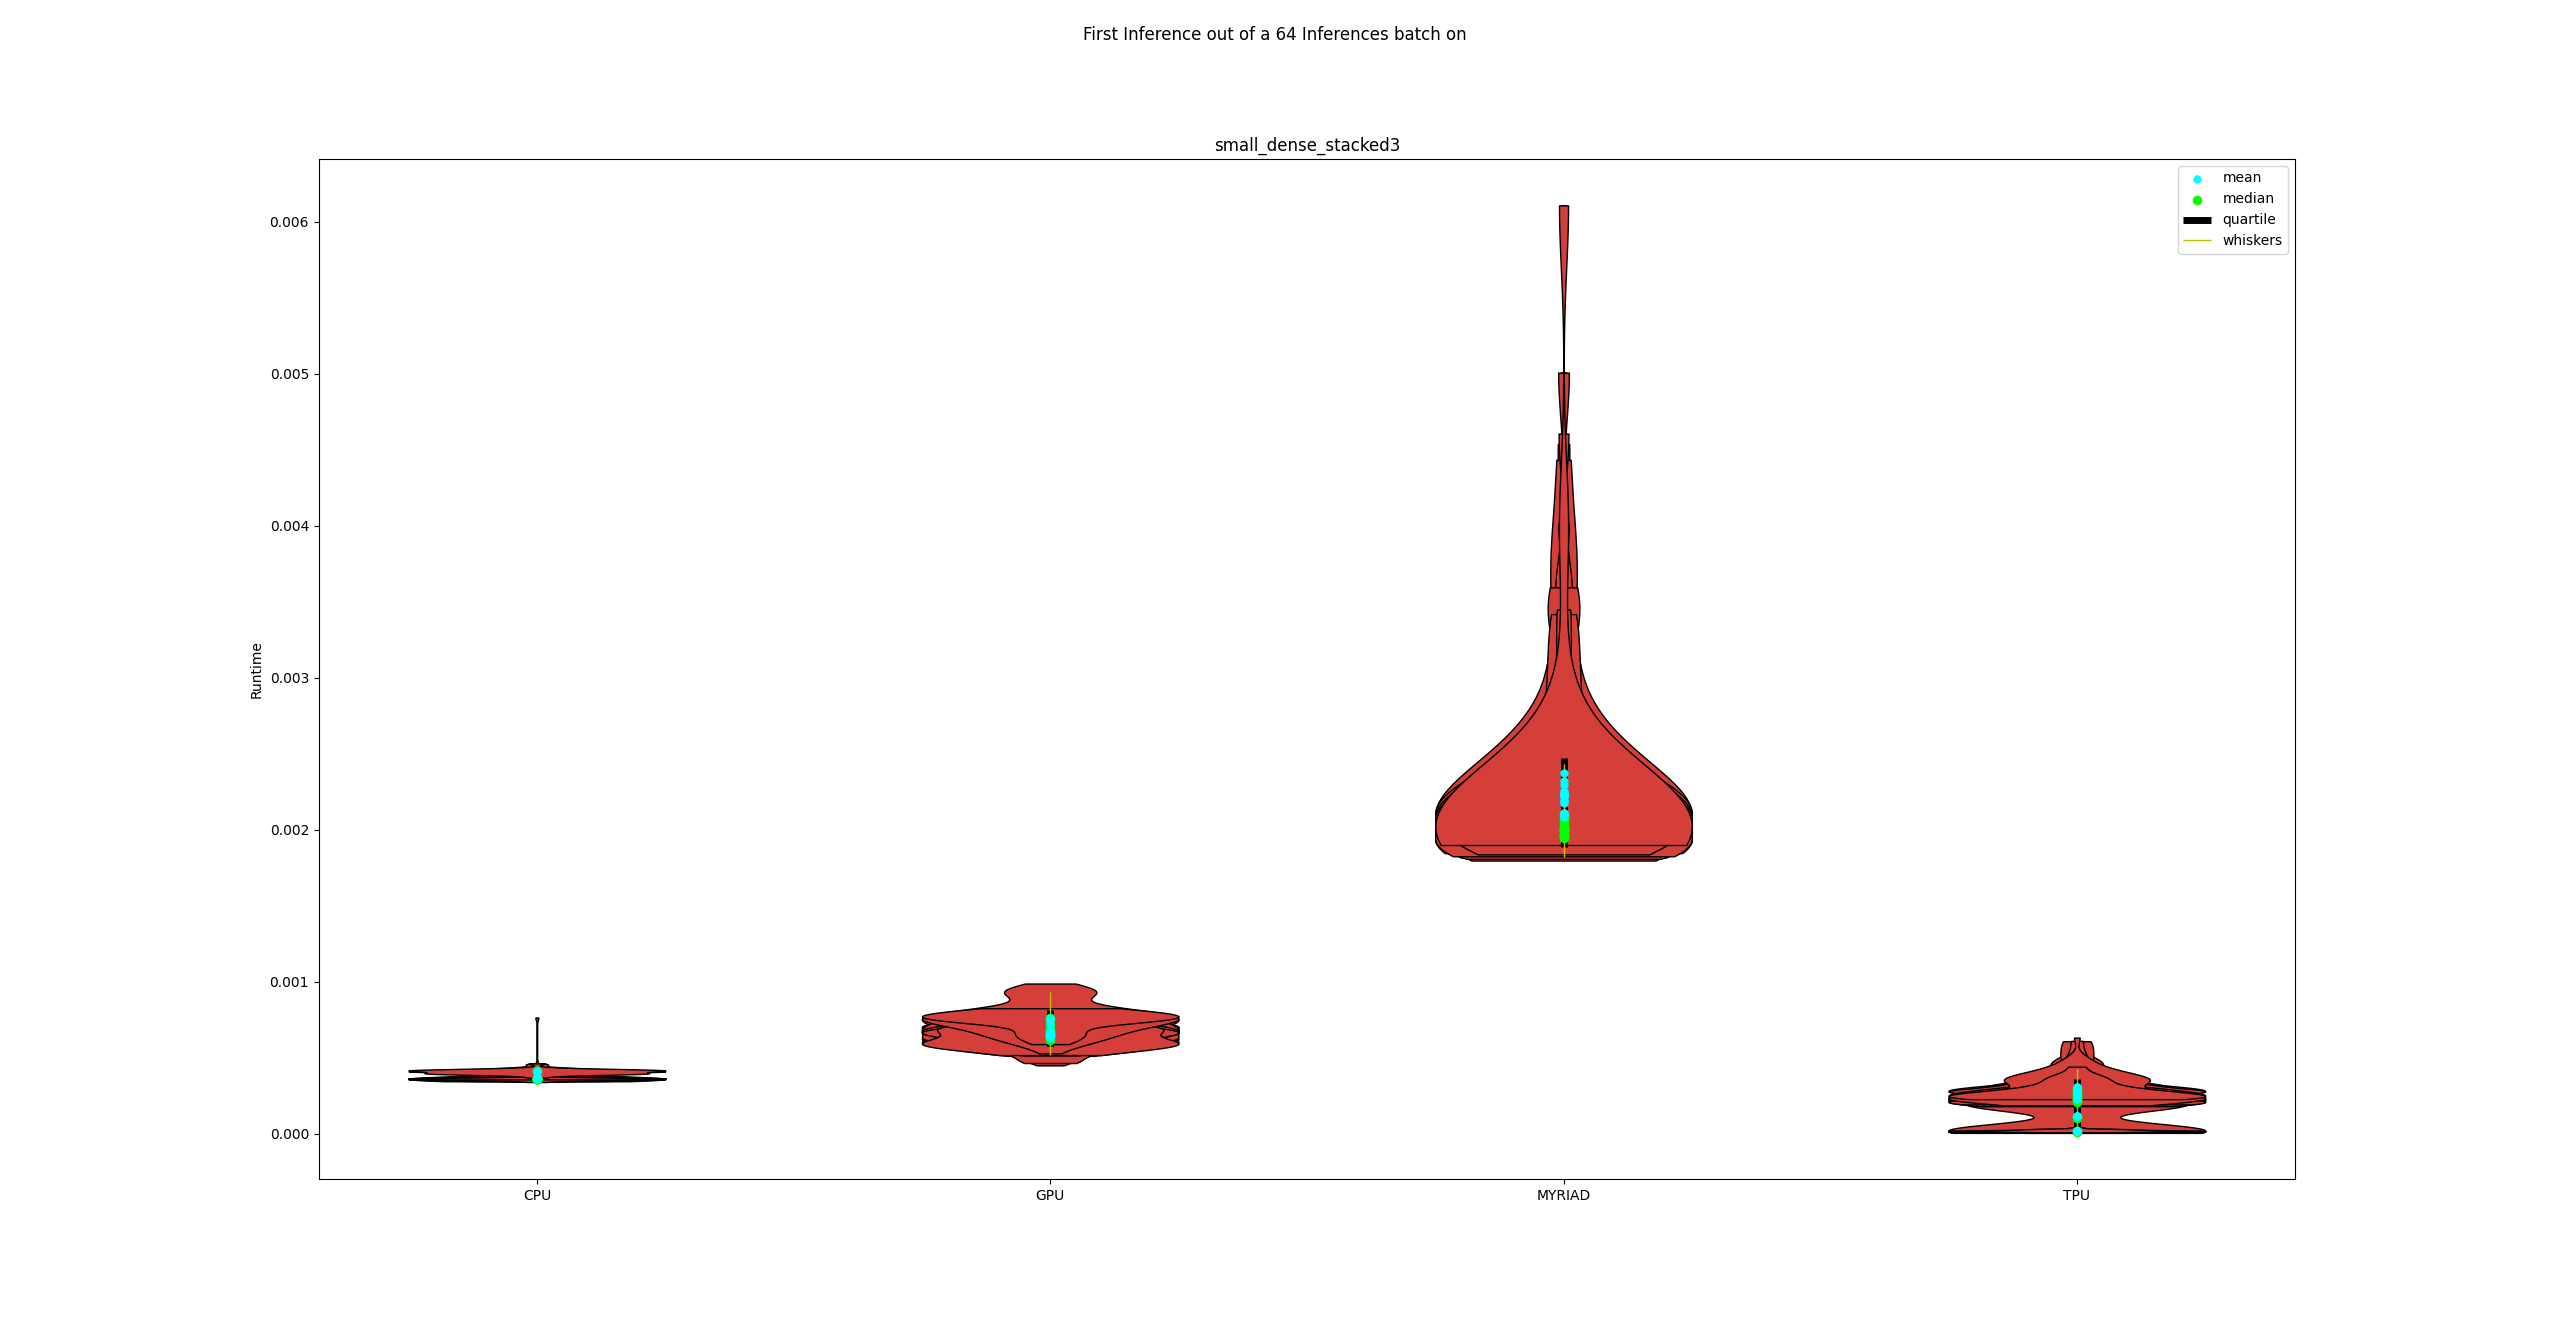 First Inference out of a 64 Inferences batch on
small_dense_stacked3
mean
median
quartile
whiskers
0.006
0.005
0.004
0.003
0.002
0.001
0.000
Runtime
CPU
GPU
MYRIAD
TPU